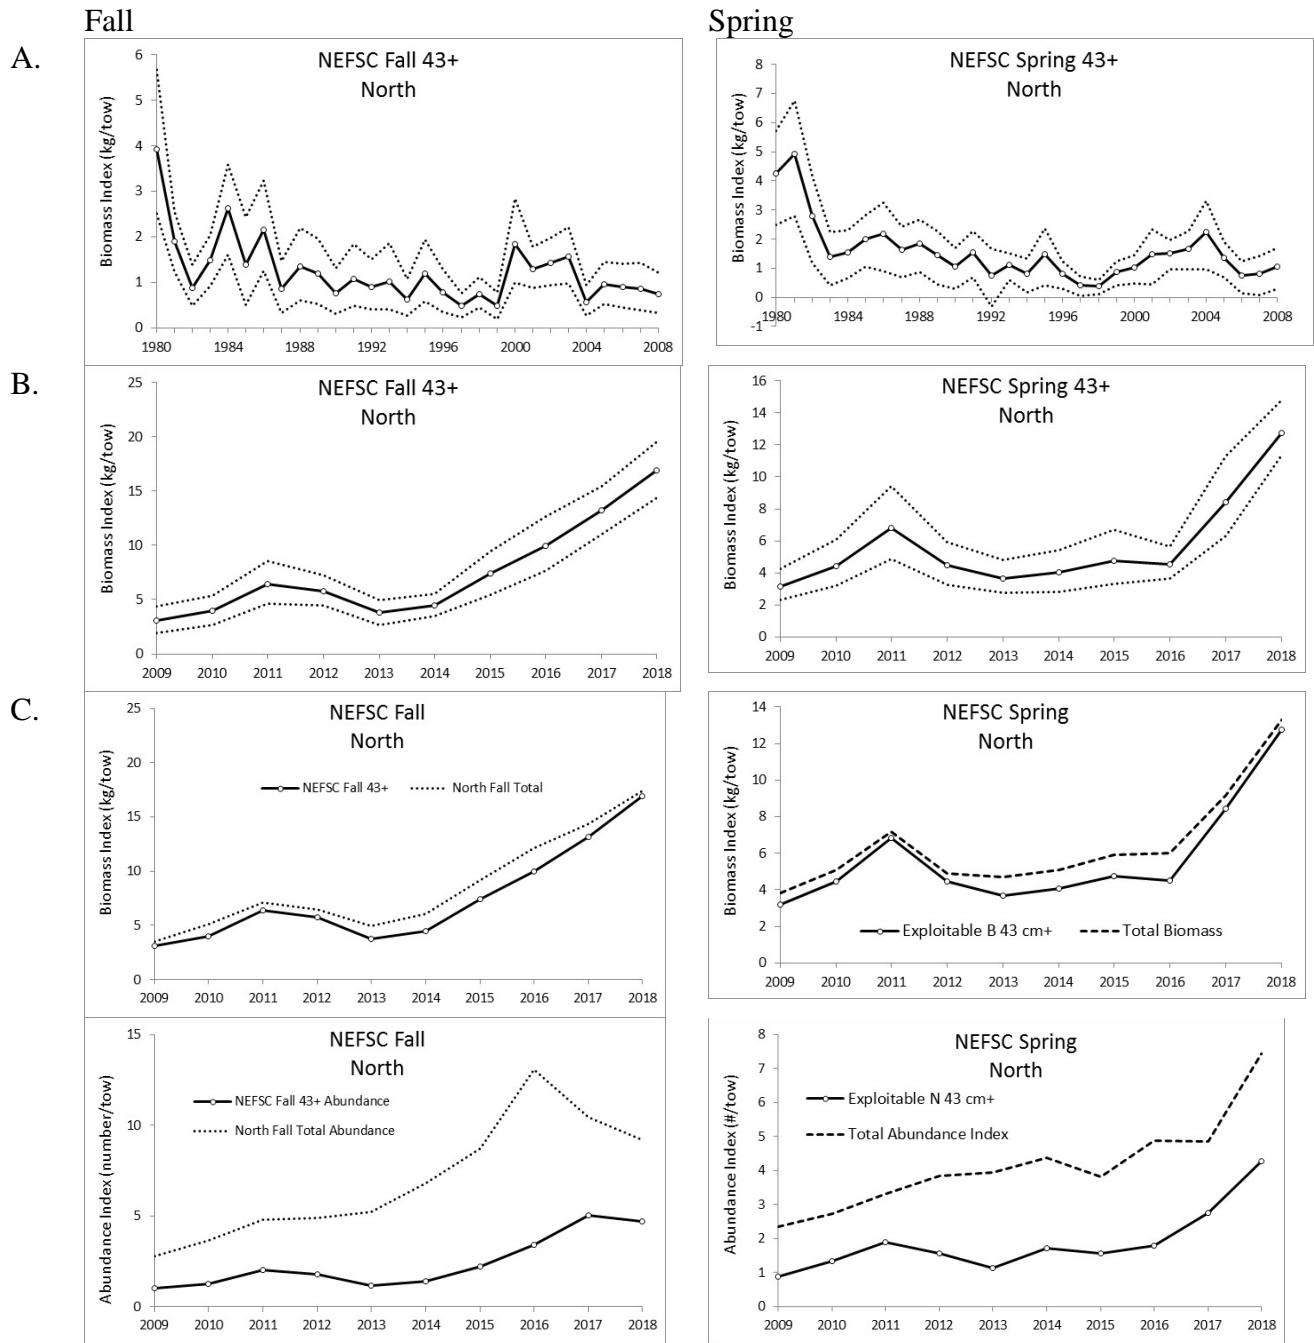 Fall
Spring
A.
NEFSC Fall 43+
North
Biomass Index (kg/tow)
6
5
4
3
2
1
0
1980 1984 1988 1992 1996 2000 2004 2008
NEFSC Spring 43+
North
Biomass Index (kg/tow)
8
7
6
5
4
3
2
1
0
-1
1980 1984 1988 1992 1996 2000 2004 2008
B.
NEFSC Fall 43+
North
Biomass Index (kg/tow)
25
20
15
10
5
0
2009 2010 2011 2012 2013 2014 2015 2016 2017 2018
NEFSC Spring 43+
North
Biomass Index (kg/tow)
16
14
12
10
8
6
4
2
0
2009 2010 2011 2012 2013 2014 2015 2016 2017 2018
C.
NEFSC Fall
North
Biomass Index (kg/tow)
25
20
15
10
5
0
NEFSC Fall 43+ North Fall Total
2009 2010 2011 2012 2013 2014 2015 2016 2017 2018
NEFSC Spring
North
Biomass Index (kg/tow)
14
12
10
8
6
4
2
0
Exploitable B 43 cm+ Total Biomass
2009 2010 2011 2012 2013 2014 2015 2016 2017 2018
NEFSC Fall
North
Abundance Index (number/tow)
15
10
5
0
NEFSC Fall 43+ Abundance
North Fall Total Abundance
2009 2010 2011 2012 2013 2014 2015 2016 2017 2018
NEFSC Spring
North
Abundance Index (#/tow)
8
7
6
5
4
3
2
1
0
Exploitable N 43 cm+
Total Abundance Index
2009 2010 2011 2012 2013 2014 2015 2016 2017 2018